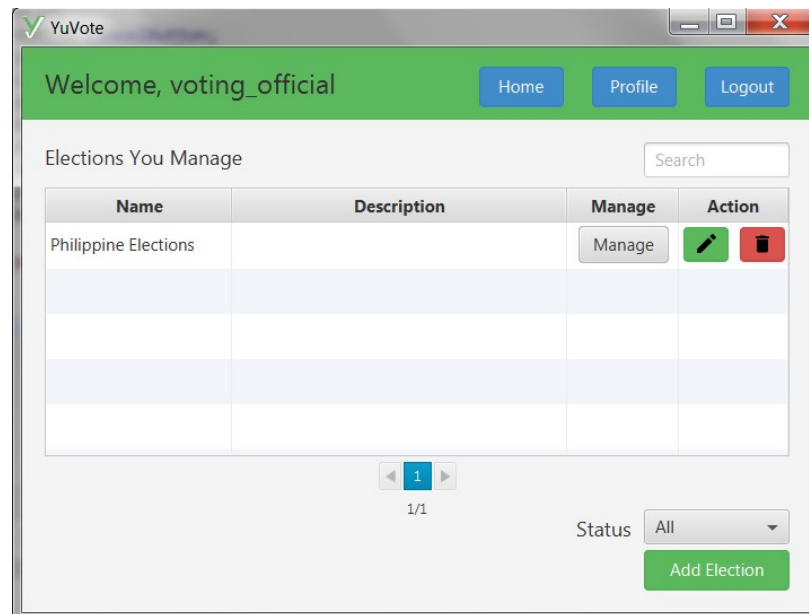 YuVote
Welcome, voting_official
Home
Profile
Logout
Elections You Manage
Search
Name Description Manage Action
Philippine Elections Manage
1
1/1
Status All
Add Election